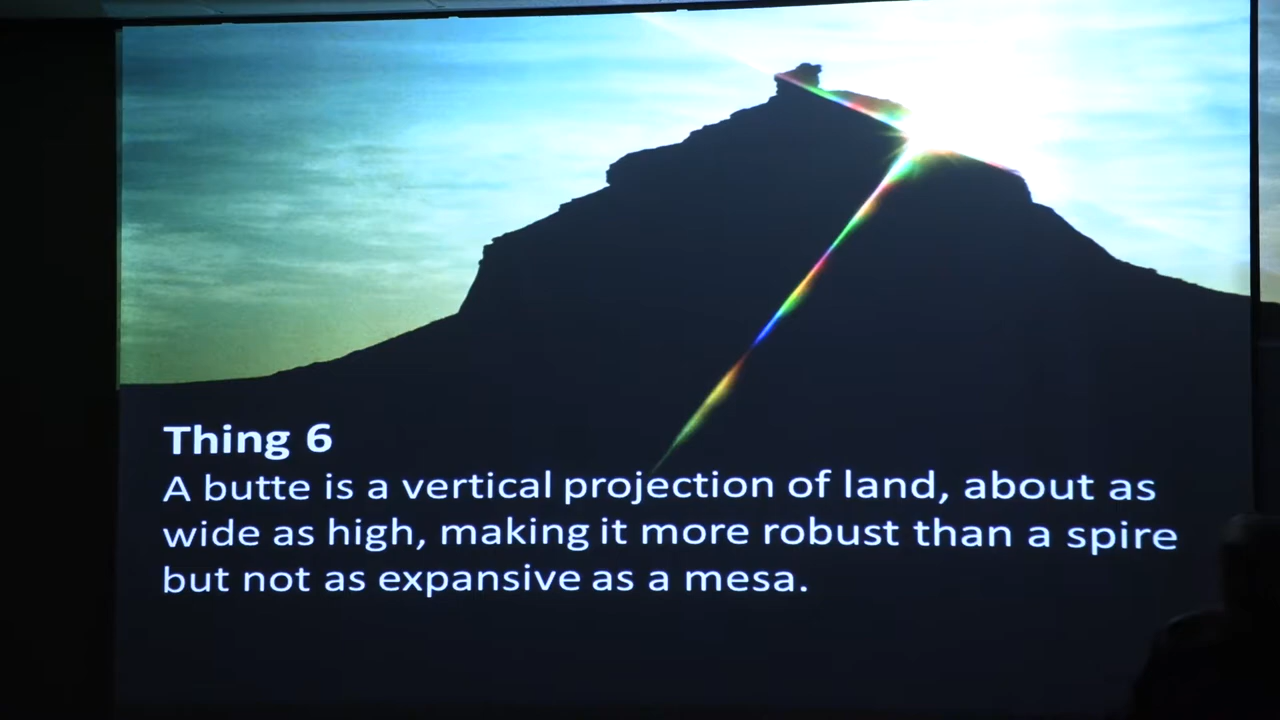 Thing 6
A butte is a vertical projection of land, about as
wide as high, making it more robust than a spire
but not as expansive as a mesa.